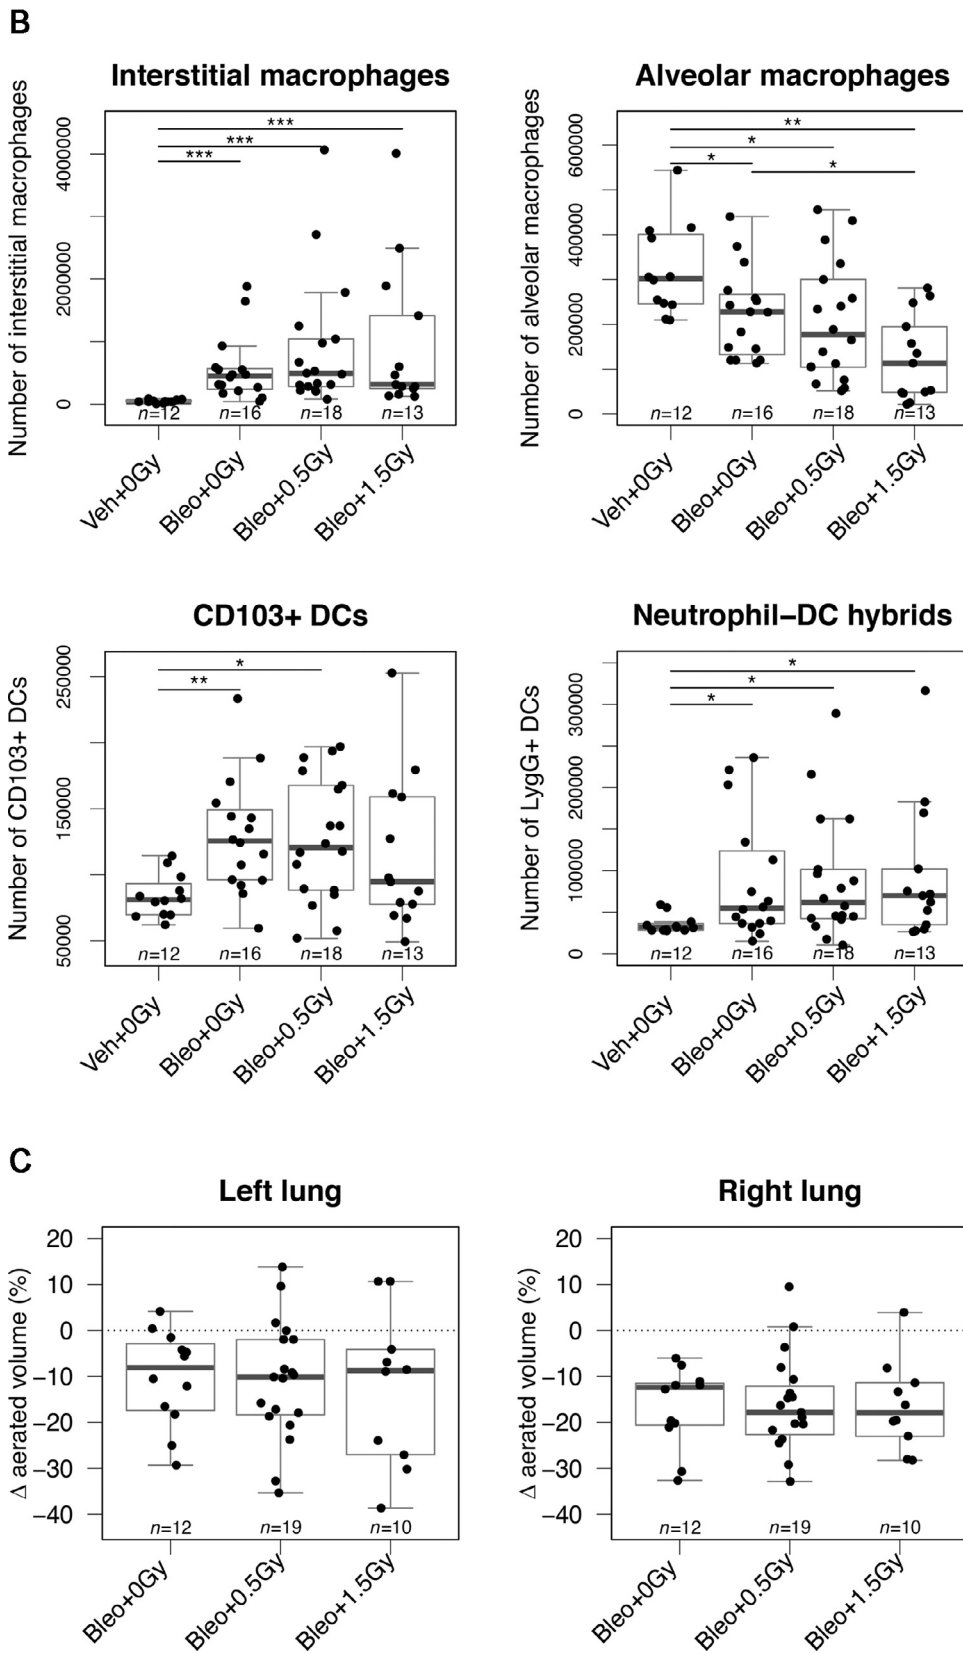 B
Interstitial macrophages
Number of interstitial macrophages
4000000
2000000
0
***
***
***
n=12 n=16 n=18 n=13
Veh+0Gy Bleo+0Gy Bleo+0.5Gy Bleo+1.5Gy
Alveolar macrophages
Number of alveolar macrophages
600000
400000
200000
0
**
*
* *
n=12 n=16 n=18 n=13
Veh+0Gy Bleo+0Gy Bleo+0.5Gy Bleo+1.5Gy
CD103+ DCs
Number of CD103+ DCs
250000
150000
50000
*
**
n=12 n=16 n=18 n=13
Veh+0Gy Bleo+0Gy Bleo+0.5Gy Bleo+1.5Gy
Neutrophil–DC hybrids
Number of LygG+ DCs
300000
200000
100000
0
*
*
*
n=12 n=16 n=18 n=13
Veh+0Gy Bleo+0Gy Bleo+0.5Gy Bleo+1.5Gy
C
Left lung
Δ aerated volume (%)
20
10
0
−10
−20
−30
−40
n=12 n=19 n=10
Bleo+0Gy Bleo+0.5Gy Bleo+1.5Gy
Right lung
Δ aerated volume (%)
20
10
0
−10
−20
−30
−40
n=12 n=19 n=10
Bleo+0Gy Bleo+0.5Gy Bleo+1.5Gy